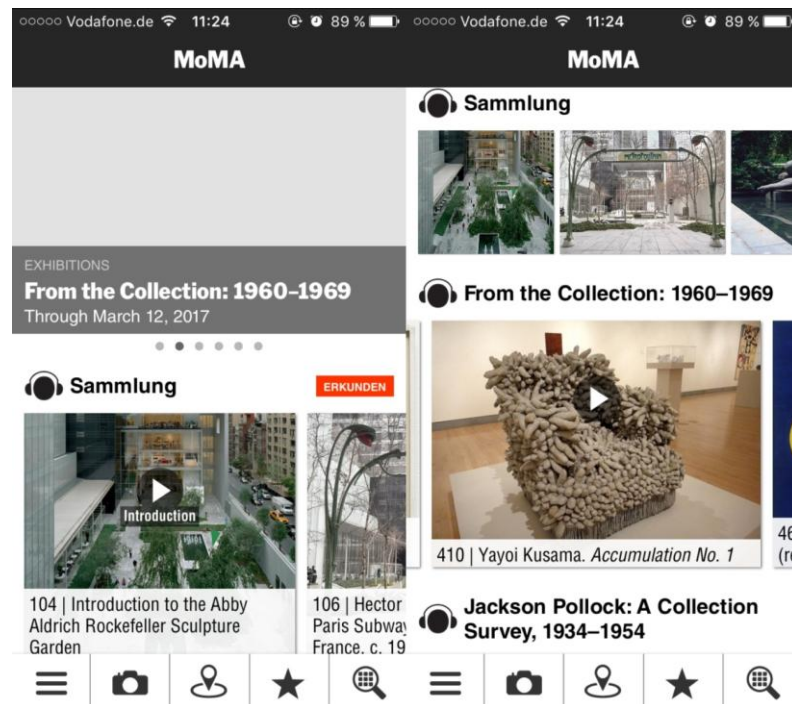 Vodafone.de 11:24 89 %
MoMA
EXHIBITIONS
From the Collection: 1960–1969
Through March 12, 2017
Sammlung
ERKUNDEN
Introduction
104 | Introduction to the Abby
Aldrich Rockefeller Sculpture
Garden
106 | Hector
Paris Subway
France, c. 19
Vodafone.de 11:24 89 %
MoMA
Sammlung
From the Collection: 1960–1969
410 | Yayoi Kusama. Accumulation No. 1
46
(re
Jackson Pollock: A Collection
Survey, 1934–1954